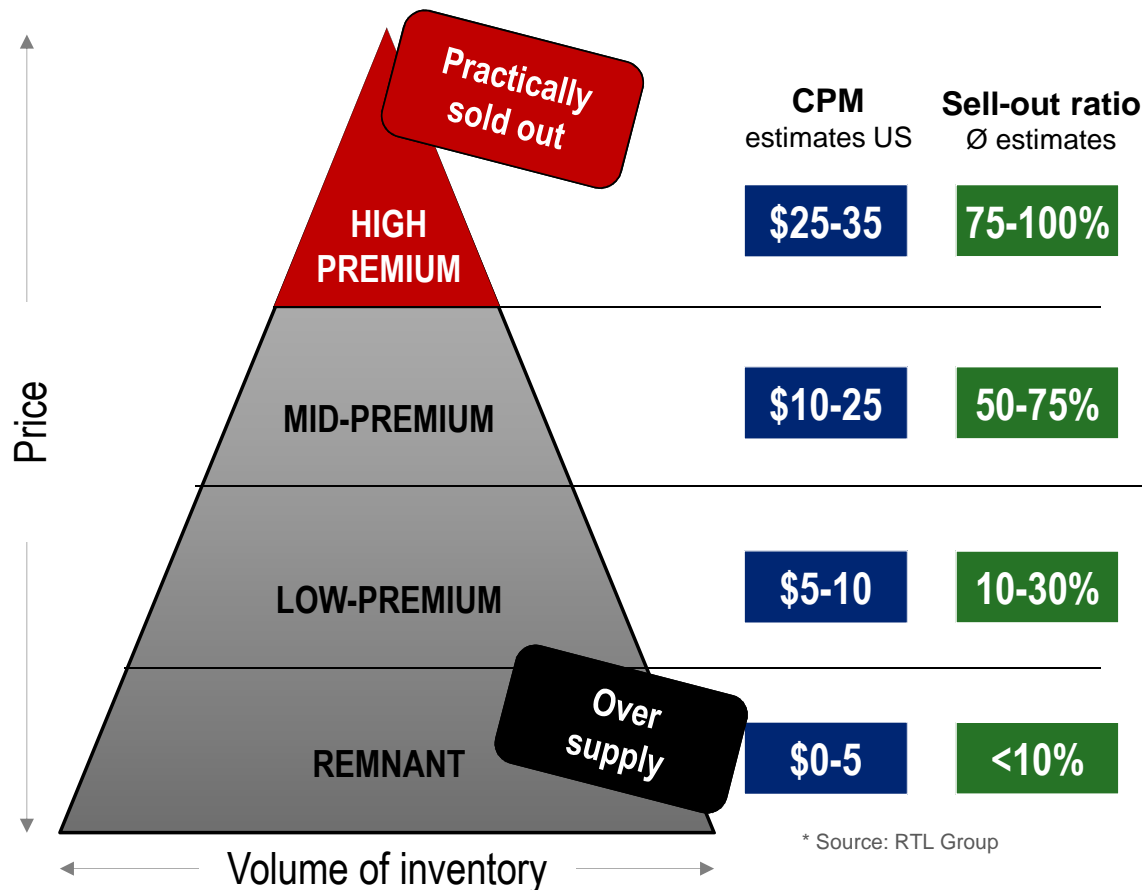 Practically
sold out
CPM
estimates US
Sell-out ratio
Ø estimates
HIGH
PREMIUM
$25-35
75-100%
Price
MID-PREMIUM
$10-25
50-75%
LOW-PREMIUM
$5-10
10-30%
Over
supply
REMNANT
$0-5
<10%
* Source: RTL Group
Volume of inventory